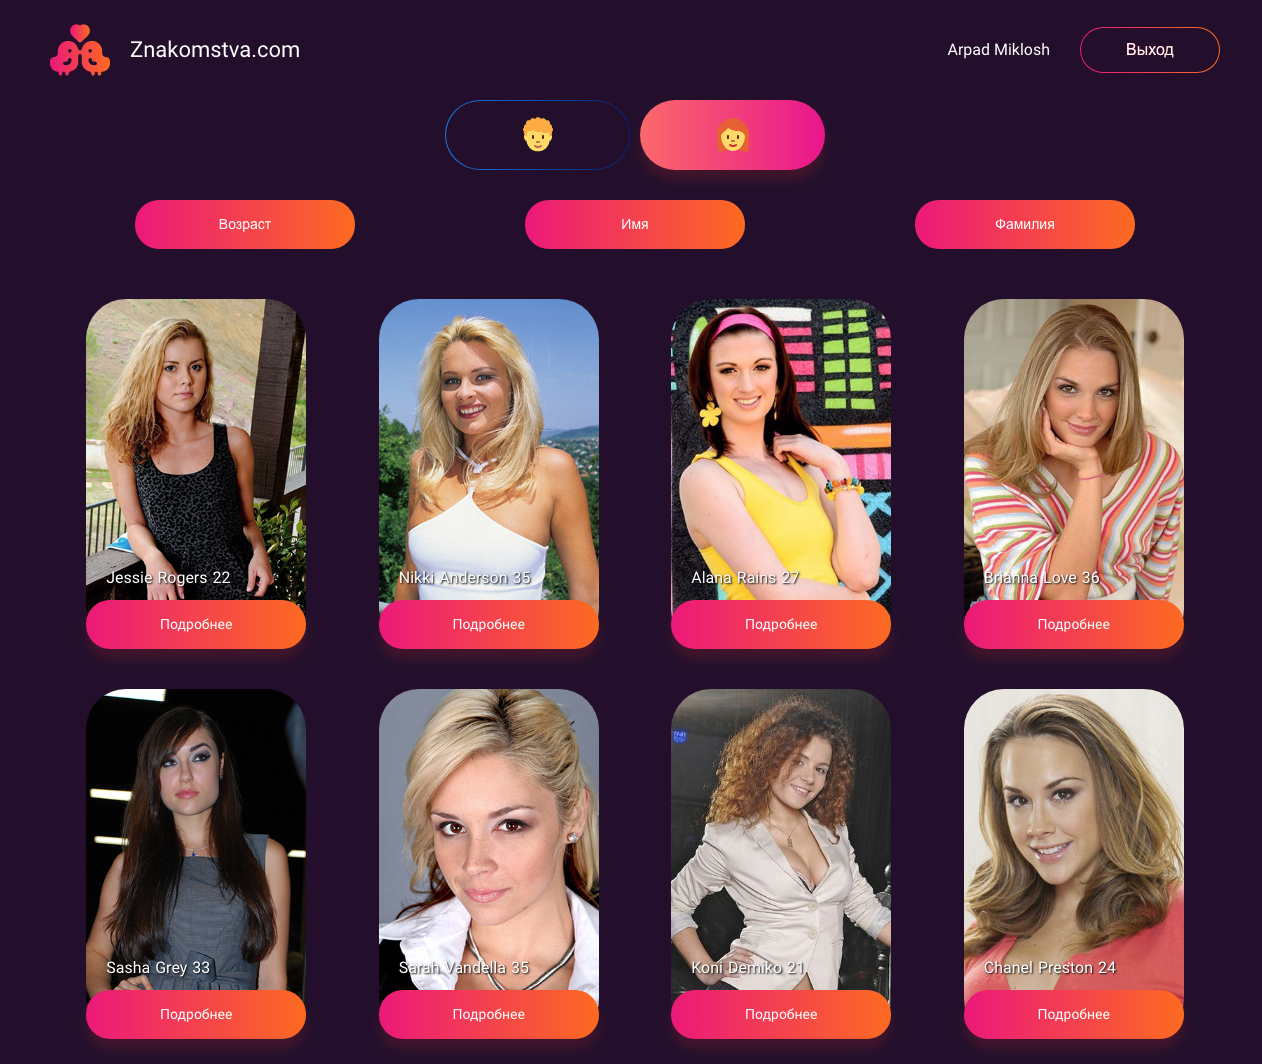 Znakomstva.com
Arpad Miklosh
Выход
Возраст
Имя
Фамилия
Jessie Rogers 22
Nikki Anderson 35
Alana Rains 27
Brianna Love 36
Подробнее
Подробнее
Подробнее
Подробнее
Sasha Grey 33
Sarah Vandella 35
Koni Demiko 21
Chanel Preston 24
Подробнее
Подробнее
Подробнее
Подробнее